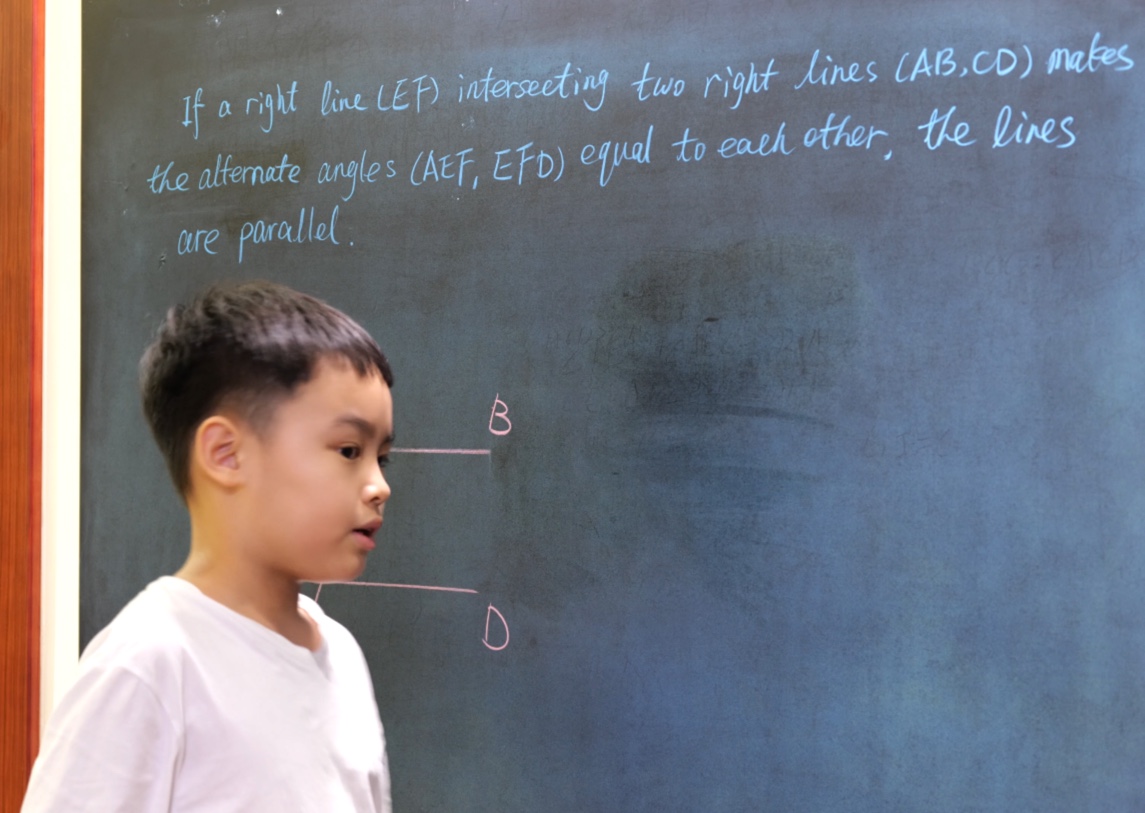 If a right line (EF) intersecting two right lines (AB,CD) makes
the alternate angles (AEF, EFD) equal to each other, the lines
are parallel.
B
D